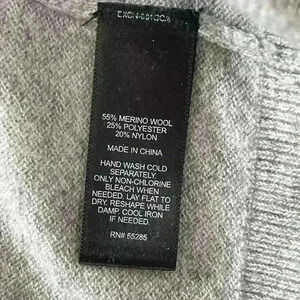 55% MERINO WOOL
25% POLYESTER
20% NYLON
MADE IN CHINA
HAND WASH COLD
SEPARATELY.
ONLY NON-CHLORINE
BLEACH WHEN
NEEDED. LAY FLAT TO
DRY. RESHAPE WHILE
DAMP. COOL IRON
IF NEEDED.
RN# 55285